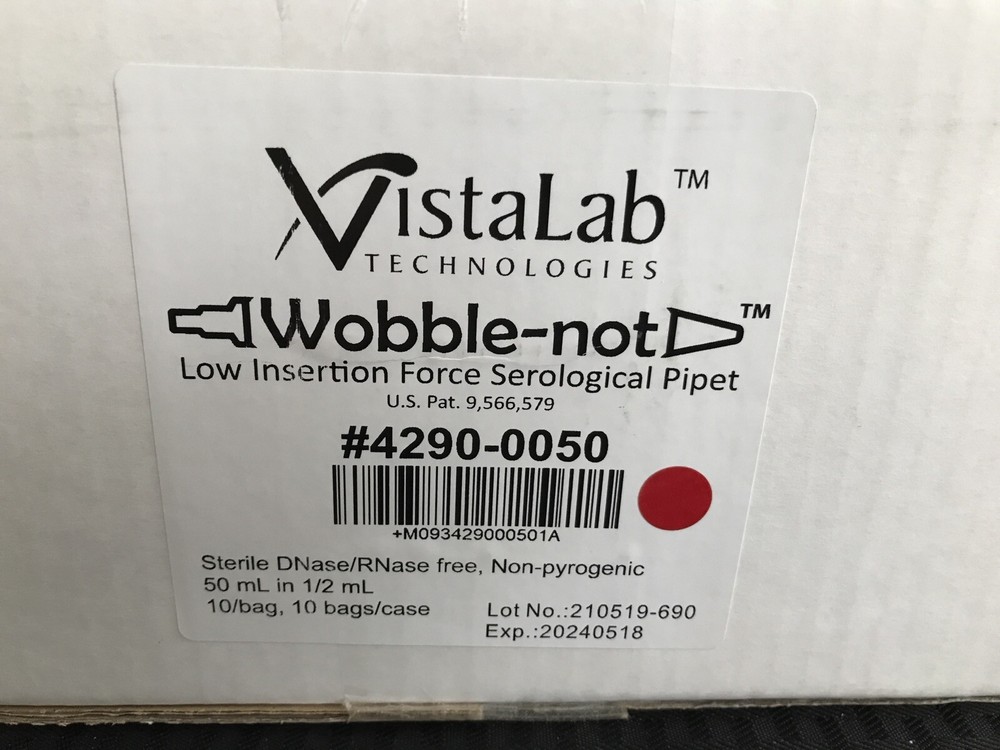 VistaLab™
TECHNOLOGIES
Wobble-not™
Low Insertion Force Serological Pipet
U.S. Pat. 9,566,579
#4290-0050
+M093429000501A
Sterile DNase/RNase free, Non-pyrogenic
50 mL in 1/2 mL
10/bag, 10 bags/case
Lot No.:210519-690
Exp.:20240518